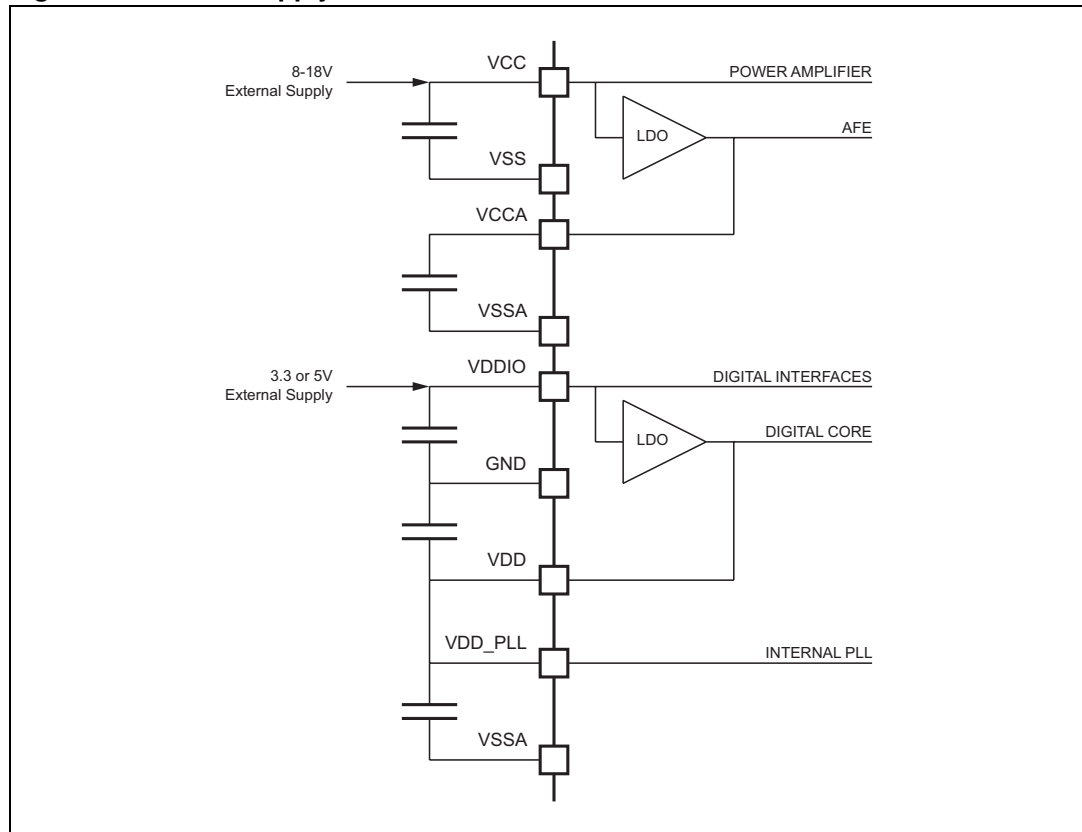 8-18V
External Supply
VCC
POWER AMPLIFIER
LDO
AFE
VSS
VCCA
VSSA
3.3 or 5V
External Supply
VDDIO
DIGITAL INTERFACES
LDO
DIGITAL CORE
GND
VDD
VDD_PLL
INTERNAL PLL
VSSA